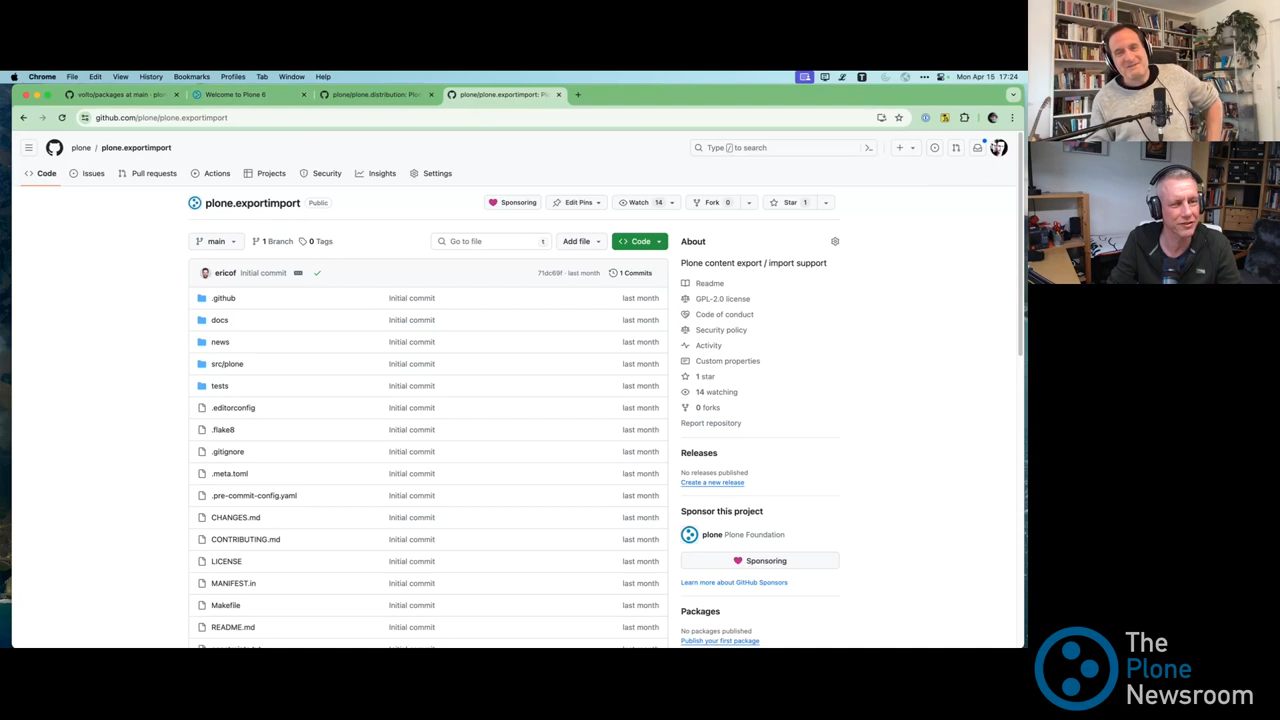 Chrome File Edit View History Bookmarks Profiles Tab Window Help Mon Apr 15 17:24
volto/packages at main · plon Welcome to Plone 6 plone/plone.distribution: Plo plone/plone.exportimport: P
github.com/plone/plone.exportimport
plone / plone.exportimport Type / to search
Code Issues Pull requests Actions Projects Security Insights Settings
plone.exportimport Public Sponsoring Edit Pins Watch 14 Fork 0 Star 1
main 1 Branch 0 Tags Go to file t Add file Code
ericof Initial commit 71dc69f · last month 1 Commits
.github Initial commit last month
docs Initial commit last month
news Initial commit last month
src/plone Initial commit last month
tests Initial commit last month
.editorconfig Initial commit last month
.flake8 Initial commit last month
.gitignore Initial commit last month
.meta.toml Initial commit last month
.pre-commit-config.yaml Initial commit last month
CHANGES.md Initial commit last month
CONTRIBUTING.md Initial commit last month
LICENSE Initial commit last month
MANIFEST.in Initial commit last month
Makefile Initial commit last month
README.md Initial commit last month
About
Plone content export / import support
Readme
GPL-2.0 license
Code of conduct
Security policy
Activity
Custom properties
1 star
14 watching
0 forks
Report repository
Releases
No releases published
Create a new release
Sponsor this project
plone Plone Foundation
Sponsoring
Learn more about GitHub Sponsors
Packages
No packages published
Publish your first package
The
Plone
Newsroom